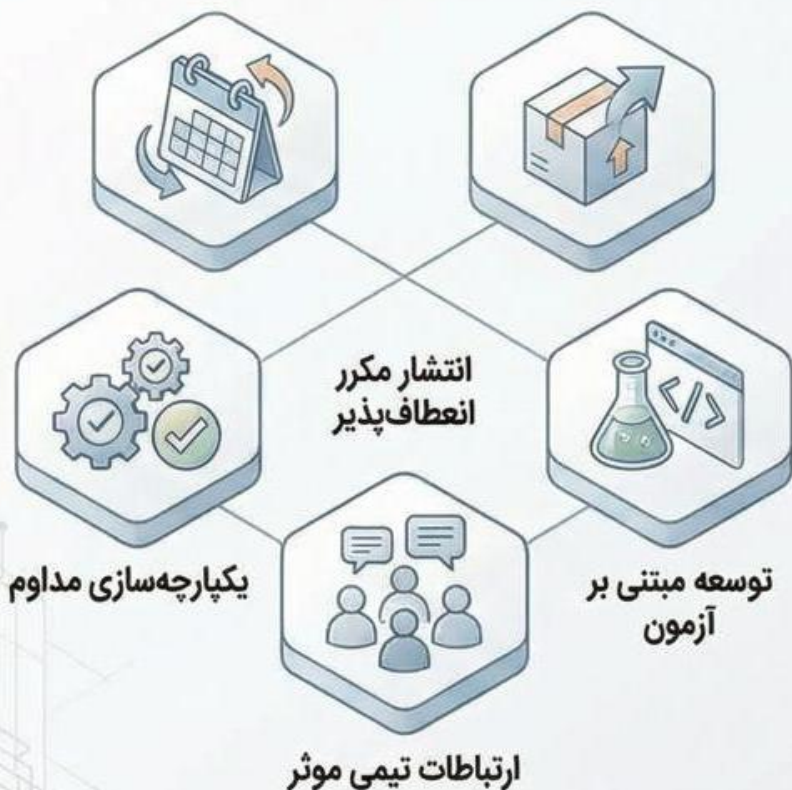 انتشار مکرر
انعطاف‌پذیر
توسعه مبتنی بر
آزمون
یکپارچه‌سازی مداوم
ارتباطات تیمی موثر